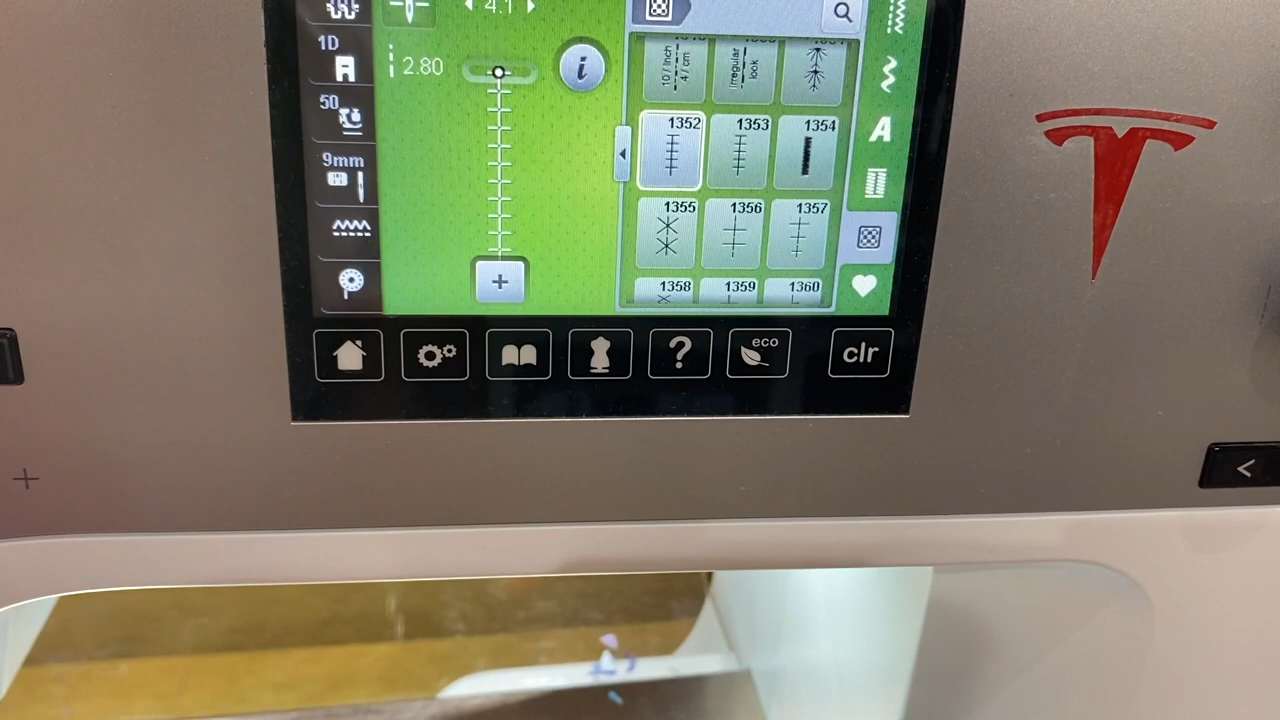 4.1
1D
2.80
10 / inch
4 / cm
irregular
look
50
1352
1353
1354
A
9mm
1355
1356
1357
1358
1359
1360
?
eco
clr